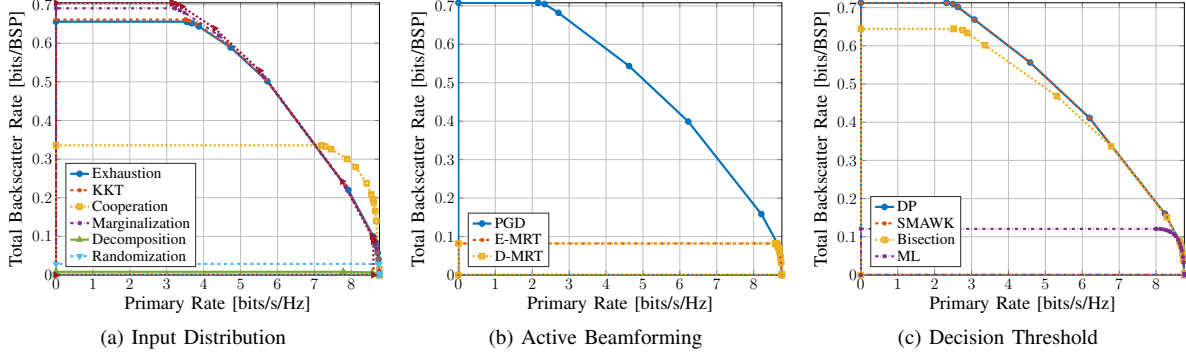 0.7
0.6
0.5
0.4
0.3
0.2
0.1
0
Total Backscatter Rate [bits/BSP]
Exhaustion
KKT
Cooperation
Marginalization
Decomposition
Randomization
0 1 2 3 4 5 6 7 8
Primary Rate [bits/s/Hz]
(a) Input Distribution
0.7
0.6
0.5
0.4
0.3
0.2
0.1
0
Total Backscatter Rate [bits/BSP]
PGD
E-MRT
D-MRT
0 1 2 3 4 5 6 7 8
Primary Rate [bits/s/Hz]
(b) Active Beamforming
0.7
0.6
0.5
0.4
0.3
0.2
0.1
0
Total Backscatter Rate [bits/BSP]
DP
SMAWK
Bisection
ML
0 1 2 3 4 5 6 7 8
Primary Rate [bits/s/Hz]
(c) Decision Threshold